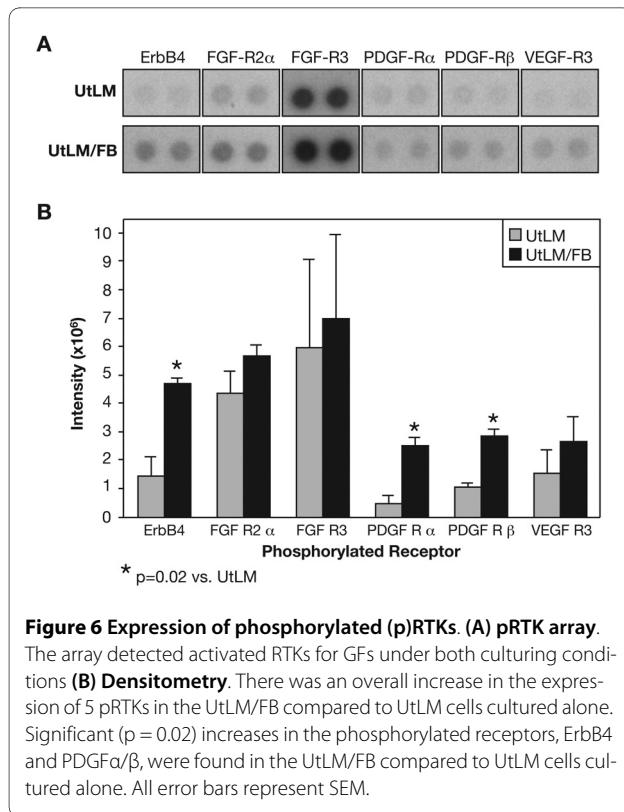 A
ErbB4 FGF-R2α FGF-R3 PDGF-Rα PDGF-Rβ VEGF-R3
UtLM
UtLM/FB
B
UtLM
UtLM/FB
10
9
8
7
6
5
4
3
2
1
0
Intensity (x10⁶)
* * *
ErbB4 FGF R2 α FGF R3 PDGF R α PDGF R β VEGF R3
Phosphorylated Receptor
* p=0.02 vs. UtLM
Figure 6 Expression of phosphorylated (p)RTKs. (A) pRTK array.
The array detected activated RTKs for GFs under both culturing condi-
tions (B) Densitometry. There was an overall increase in the expres-
sion of 5 pRTKs in the UtLM/FB compared to UtLM cells cultured alone.
Significant (p = 0.02) increases in the phosphorylated receptors, ErbB4
and PDGFα/β, were found in the UtLM/FB compared to UtLM cells cul-
tured alone. All error bars represent SEM.